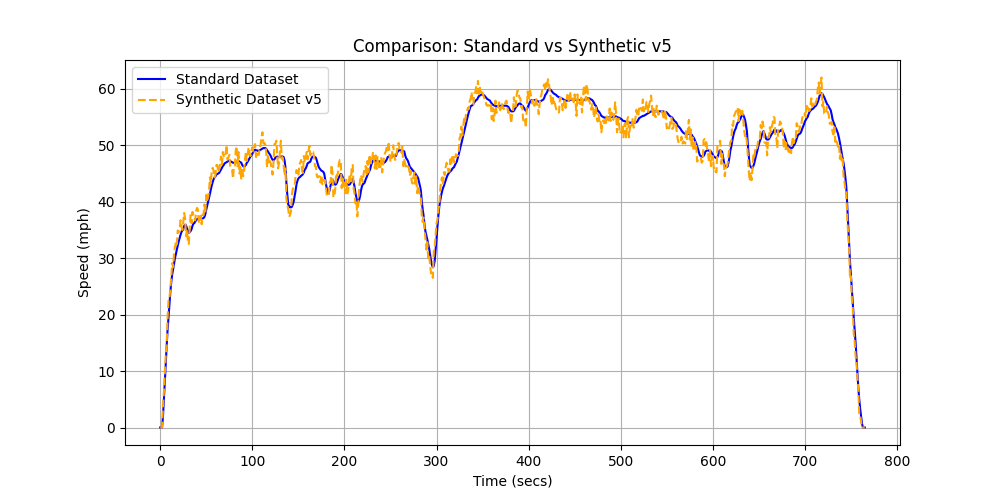 Comparison: Standard vs Synthetic v5
Standard Dataset
Synthetic Dataset v5
60
50
40
30
20
10
0
Speed (mph)
0 100 200 300 400 500 600 700 800
Time (secs)